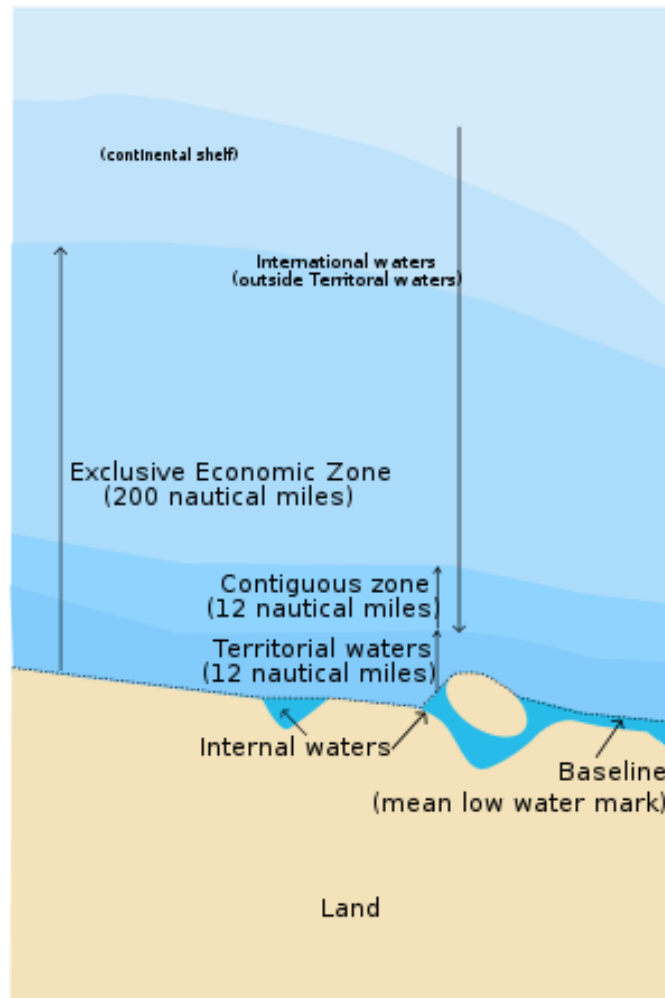 (continental shelf)
International waters
(outside Territoral waters)
Exclusive Economic Zone
(200 nautical miles)
Contiguous zone
(12 nautical miles)
Territorial waters
(12 nautical miles)
Internal waters
Baseline
(mean low water mark)
Land